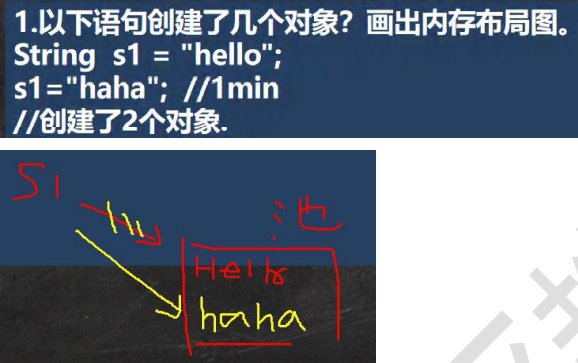 1.以下语句创建了几个对象？画出内存布局图。
String s1 = "hello";
s1="haha"; //1min
//创建了2个对象.
S1
池
Hello
haha